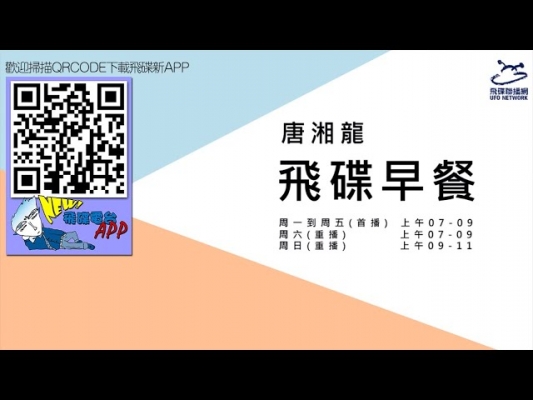 歡迎掃描QRCODE下載飛碟新APP
NEW!
飛碟電台
APP
飛碟聯播網
UFO NETWORK
唐湘龍
飛碟早餐
周一到周五(首播) 上午07-09
周六(重播) 上午07-09
周日(重播) 上午09-11